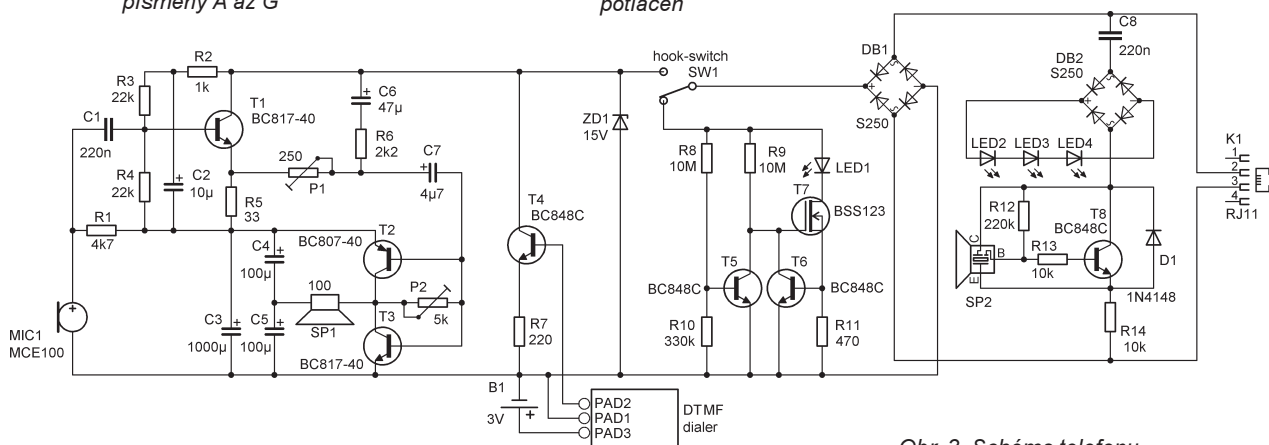 písmeny A až G
potlačen
R2
1k
R3
22k
T1
BC817-40
C1
220n
R4
22k
C2
10µ
R5
33
250
P1
C6
47µ
R6
2k2
C7
4µ7
R1
4k7
C4
100µ
T2
BC807-40
100
SP1
P2
5k
C3
1000µ
C5
100µ
T3
BC817-40
MIC1
MCE100
T4
BC848C
R7
220
B1
3V
PAD2
PAD1
PAD3
DTMF
dialer
ZD1
15V
hook-switch
SW1
R8
10M
R9
10M
LED1
T7
BSS123
T5
BC848C
T6
BC848C
R10
330k
R11
470
DB1
S250
C8
220n
DB2
S250
LED2
LED3
LED4
R12
220k
R13
10k
T8
BC848C
C
B
E
SP2
D1
1N4148
R14
10k
K1
1
2
3
4
RJ11